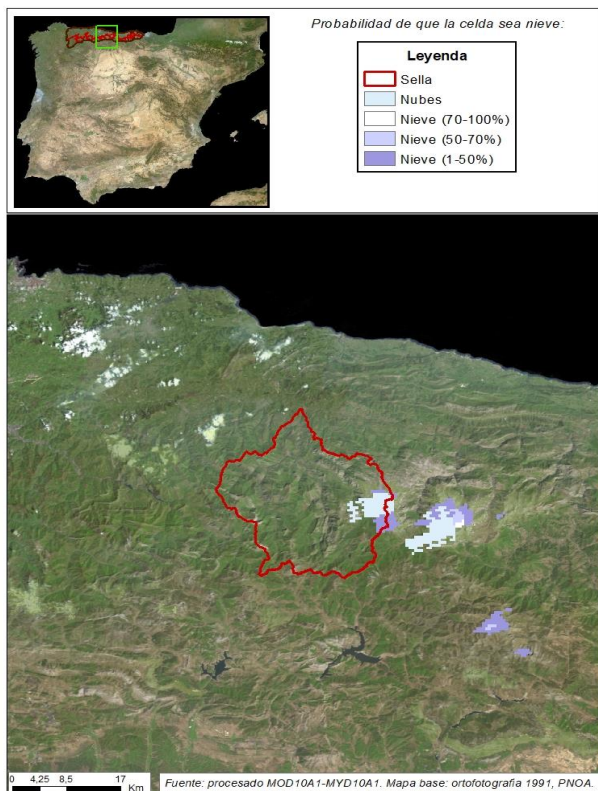 Probabilidad de que la celda sea nieve:
Leyenda
Sella
Nubes
Nieve (70-100%)
Nieve (50-70%)
Nieve (1-50%)
0 4,25 8,5 17
Km
Fuente: procesado MOD10A1-MYD10A1. Mapa base: ortofotografía 1991, PNOA.